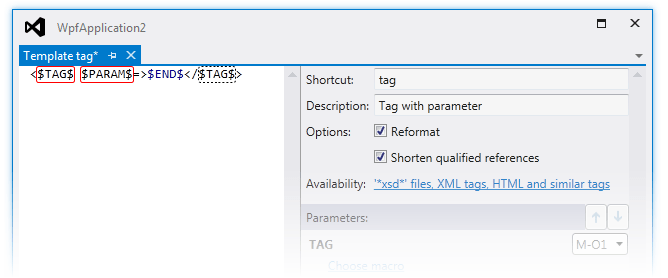 WpfApplication2
Template tag*
<$TAG$ $PARAM$=>$END$</$TAG$>
Shortcut: tag
Description: Tag with parameter
Options: Reformat
Shorten qualified references
Availability: '*xsd*' files, XML tags, HTML and similar tags
Parameters:
TAG M-O1
Choose macro